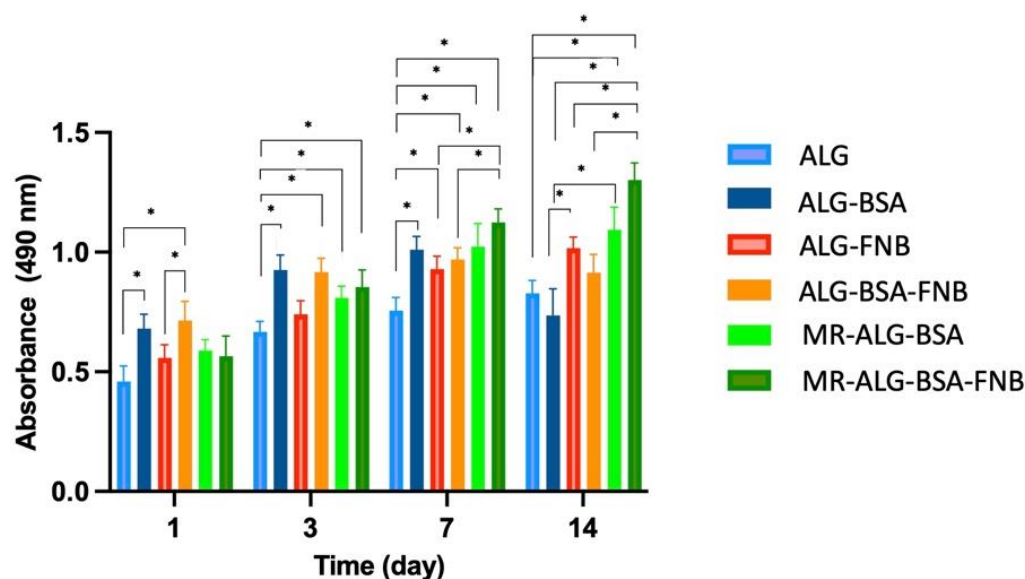 * * * * * * * * * * * * * * * * * * * * * *
1.5
1.0
0.5
0.0
Absorbance (490 nm)
1 3 7 14
Time (day)
ALG
ALG-BSA
ALG-FNB
ALG-BSA-FNB
MR-ALG-BSA
MR-ALG-BSA-FNB